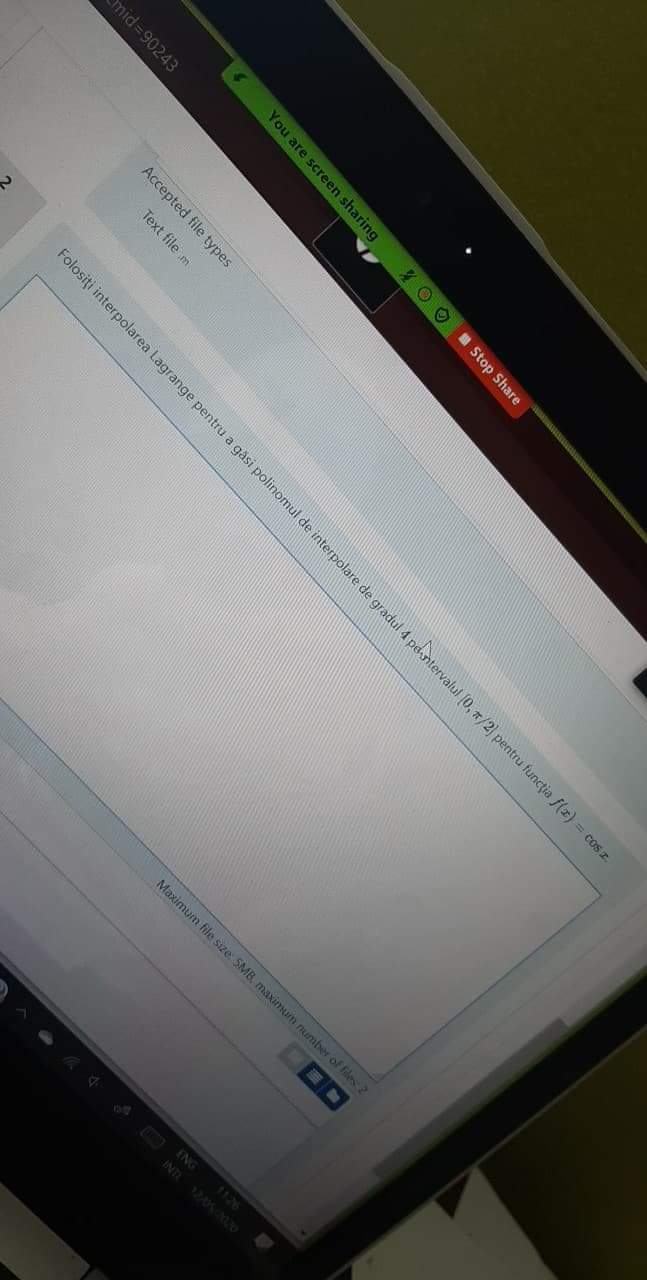 cmid=90243
You are screen sharing
Stop Share
Accepted file types
Text file .m
2
Folosiți interpolarea Lagrange pentru a găsi polinomul de interpolare de gradul 4 pe intervalul [0, π/2] pentru funcția f(x) = cos x.
Maximum file size: 5MB, maximum number of files: 2
ENG
INTL
11:26
12/05/2020